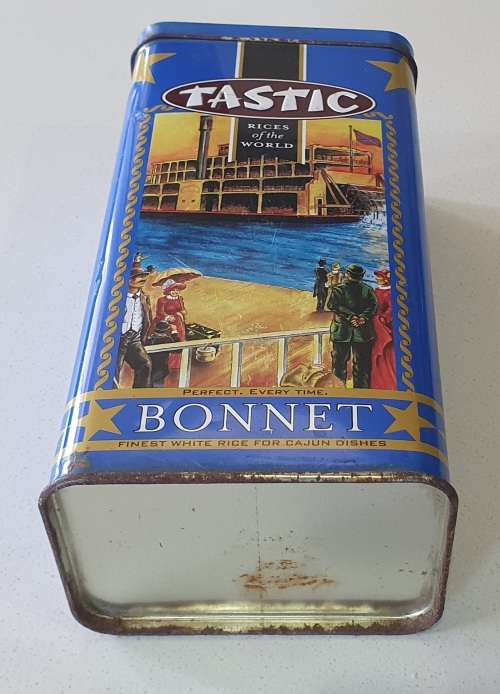 TASTIC
RICES
of the
WORLD
PERFECT. EVERY TIME.
BONNET
FINEST WHITE RICE FOR CAJUN DISHES